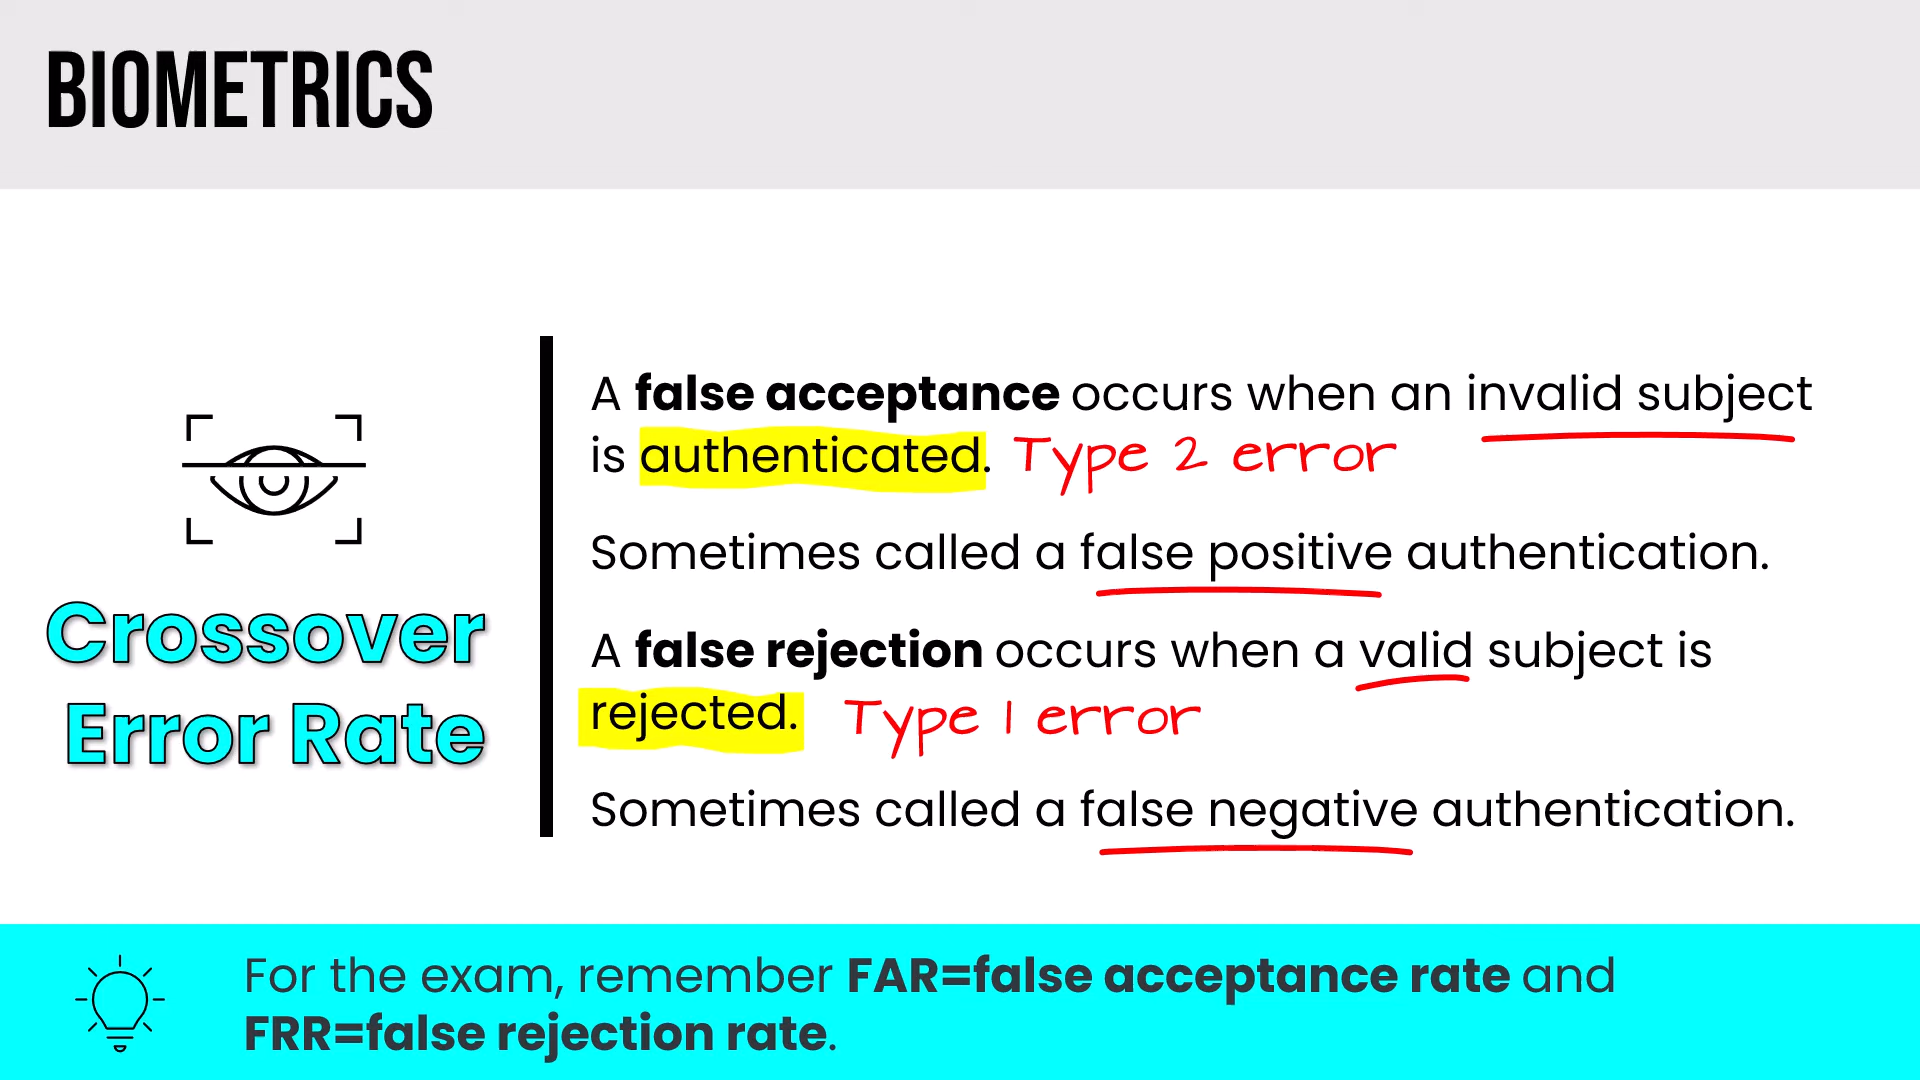 BIOMETRICS
Crossover
Error Rate
A false acceptance occurs when an invalid subject
is authenticated. Type 2 error
Sometimes called a false positive authentication.
A false rejection occurs when a valid subject is
rejected. Type 1 error
Sometimes called a false negative authentication.
For the exam, remember FAR=false acceptance rate and
FRR=false rejection rate.